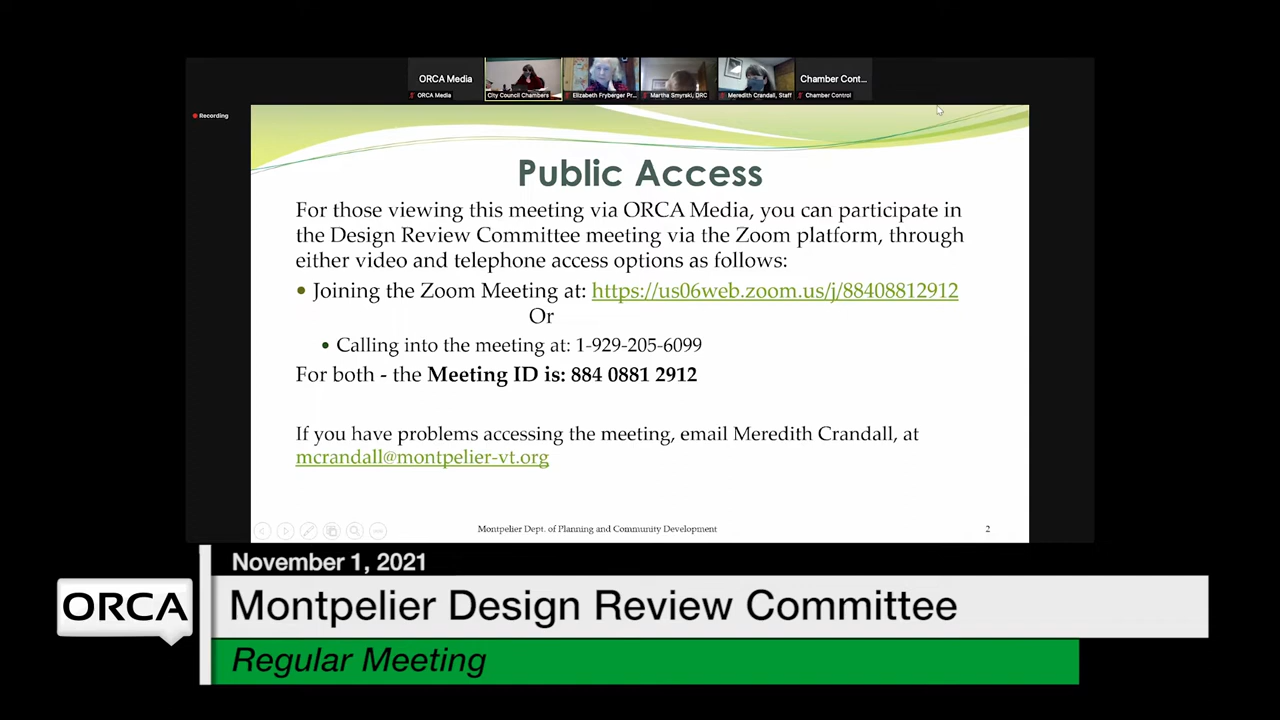 ORCA Media
Chamber Cont...
ORCA Media
City Council Chambers
Elizabeth Fryberger Pr...
Martha Smyrski, DRC
Meredith Crandall, Staff
Chamber Control
Recording
Public Access
For those viewing this meeting via ORCA Media, you can participate in
the Design Review Committee meeting via the Zoom platform, through
either video and telephone access options as follows:
• Joining the Zoom Meeting at: https://us06web.zoom.us/j/88408812912
Or
• Calling into the meeting at: 1-929-205-6099
For both - the Meeting ID is: 884 0881 2912
If you have problems accessing the meeting, email Meredith Crandall, at
mcrandall@montpelier-vt.org
Montpelier Dept. of Planning and Community Development
2
November 1, 2021
ORCA
Montpelier Design Review Committee
Regular Meeting